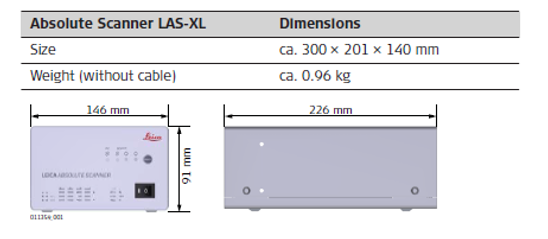 Absolute Scanner LAS-XL Dimensions
Size ca. 300 × 201 × 140 mm
Weight (without cable) ca. 0.96 kg
146 mm 226 mm
Leica
91 mm
LEICA ABSOLUTE SCANNER
011354_001